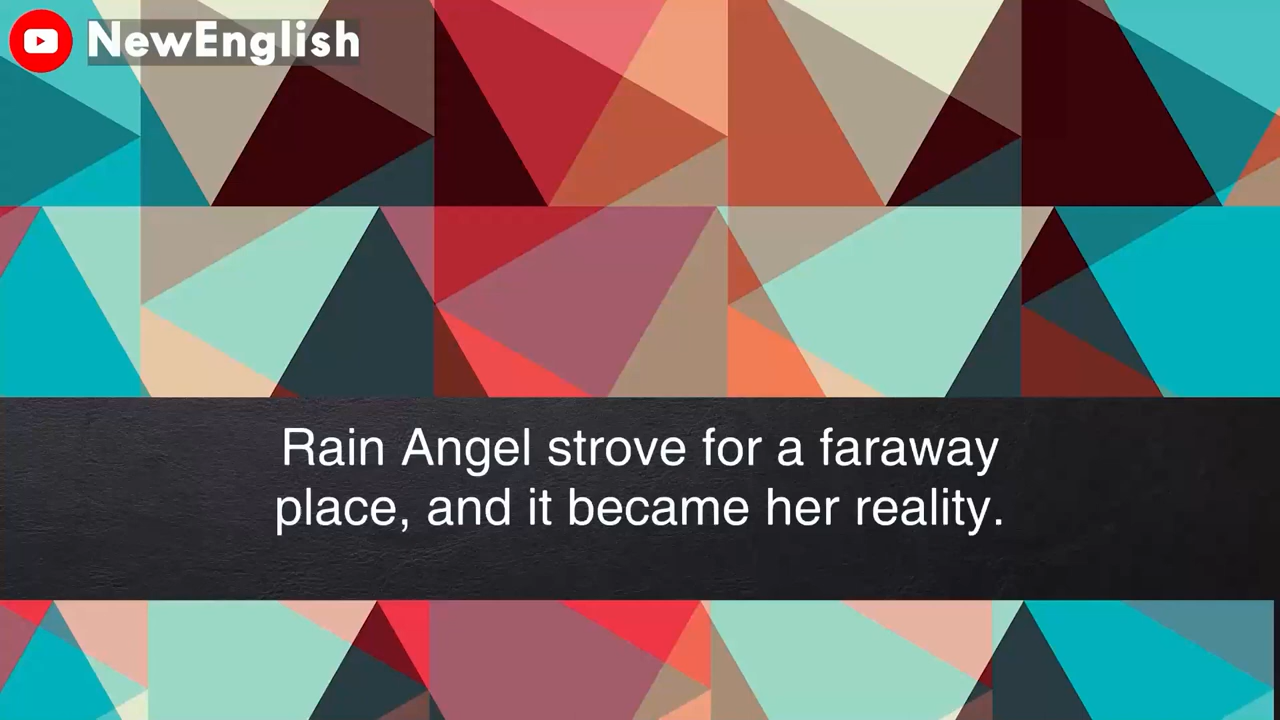 NewEnglish
Rain Angel strove for a faraway
place, and it became her reality.